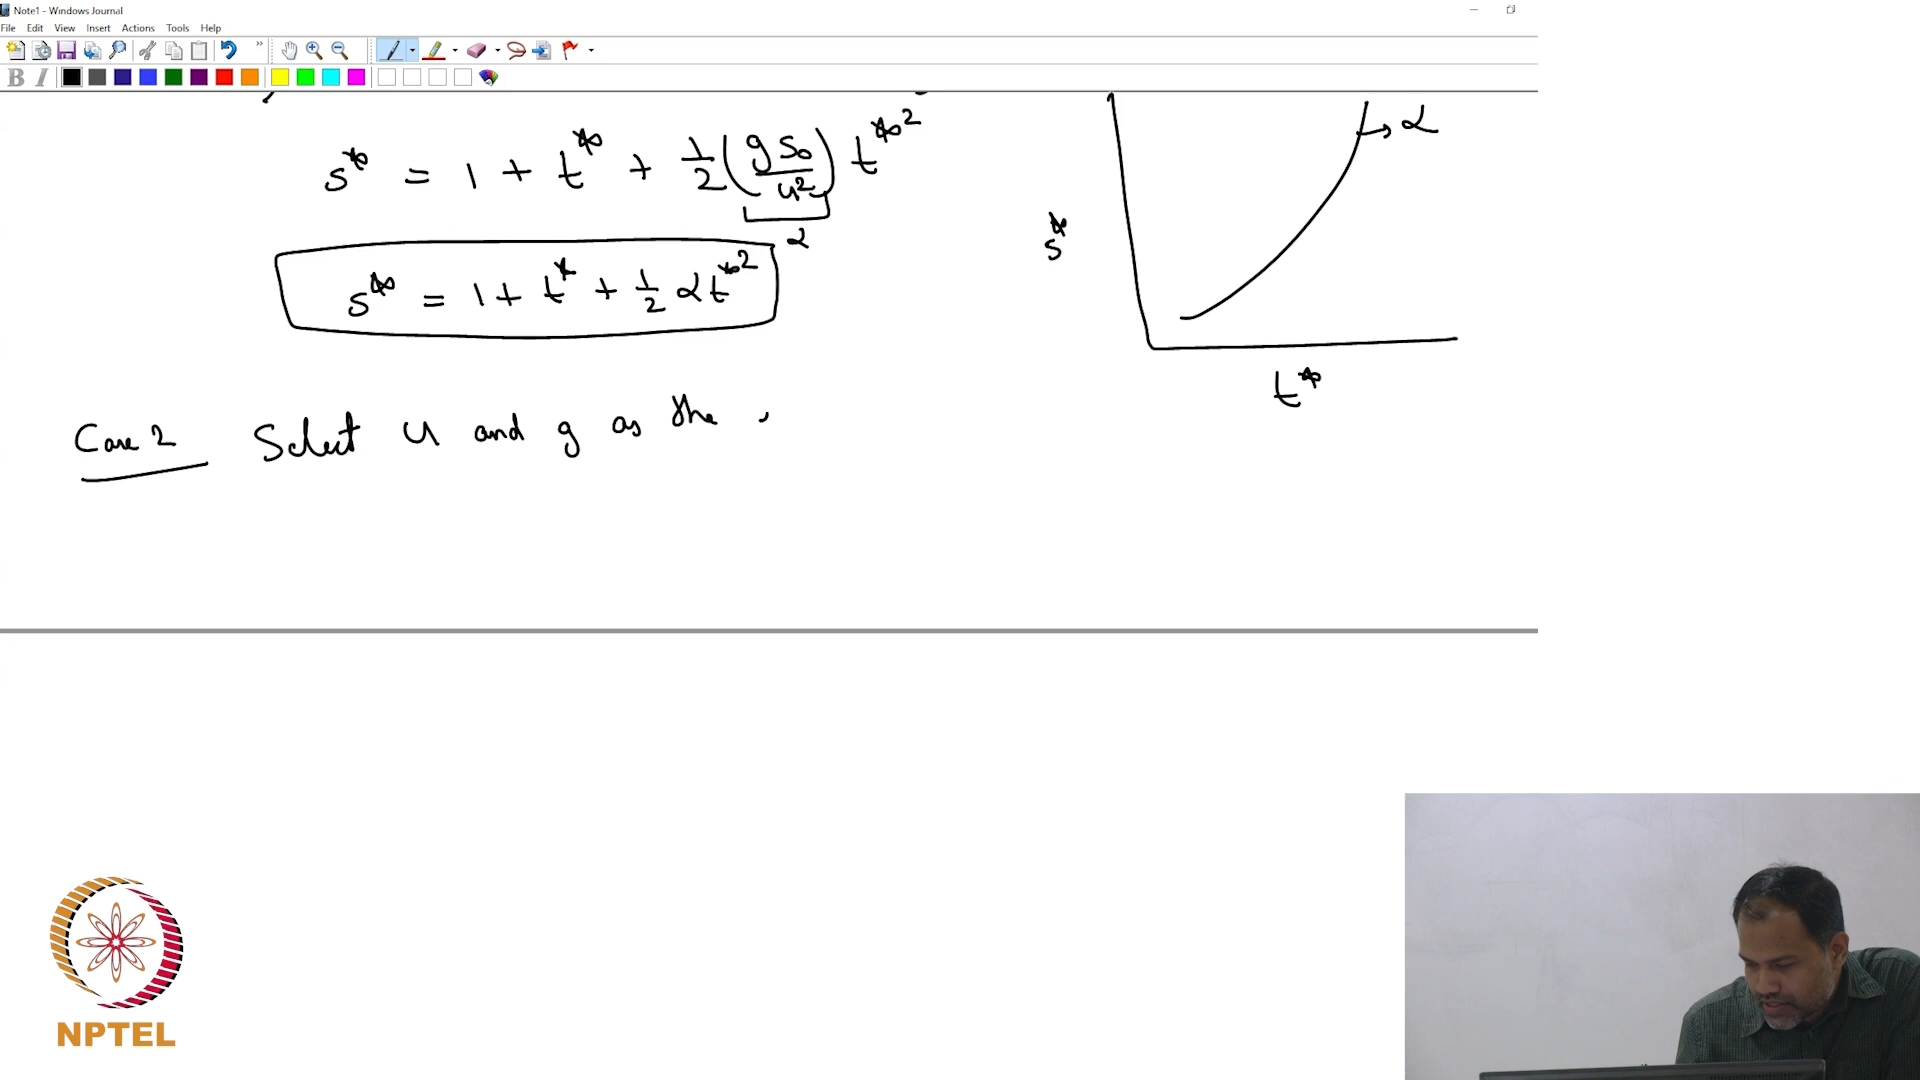 Note1 - Windows Journal
File Edit View Insert Actions Tools Help
B I
s* = 1 + t* + 1/2 (g s₀ / u²) t*²
α
s* = 1 + t* + 1/2 α t*²
α
s*
t*
Case 2 Select u and g as the
NPTEL